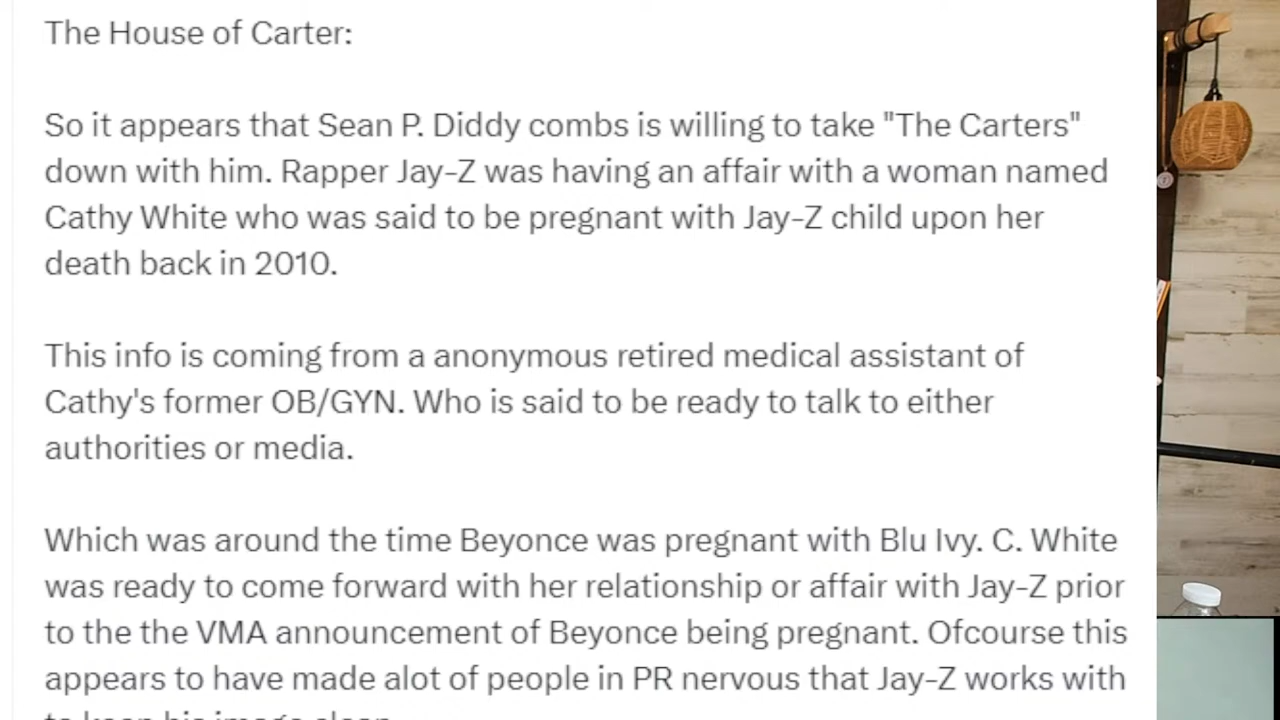 The House of Carter:
So it appears that Sean P. Diddy combs is willing to take "The Carters"
down with him. Rapper Jay-Z was having an affair with a woman named
Cathy White who was said to be pregnant with Jay-Z child upon her
death back in 2010.
This info is coming from a anonymous retired medical assistant of
Cathy's former OB/GYN. Who is said to be ready to talk to either
authorities or media.
Which was around the time Beyonce was pregnant with Blu Ivy. C. White
was ready to come forward with her relationship or affair with Jay-Z prior
to the the VMA announcement of Beyonce being pregnant. Ofcourse this
appears to have made alot of people in PR nervous that Jay-Z works with
to keep his image clean